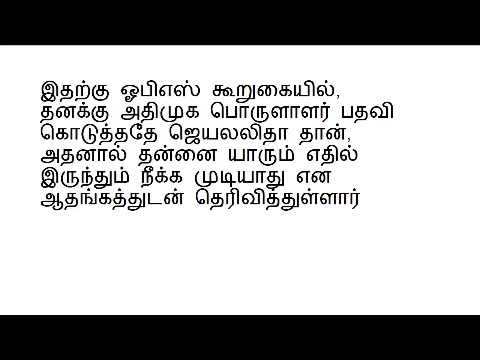 இதற்கு ஓபிஎஸ் கூறுகையில்,
தனக்கு அதிமுக பொருளாளர் பதவி
கொடுத்ததே ஜெயலலிதா தான்,
அதனால் தன்னை யாரும் எதில்
இருந்தும் நீக்க முடியாது என
ஆதங்கத்துடன் தெரிவித்துள்ளார்